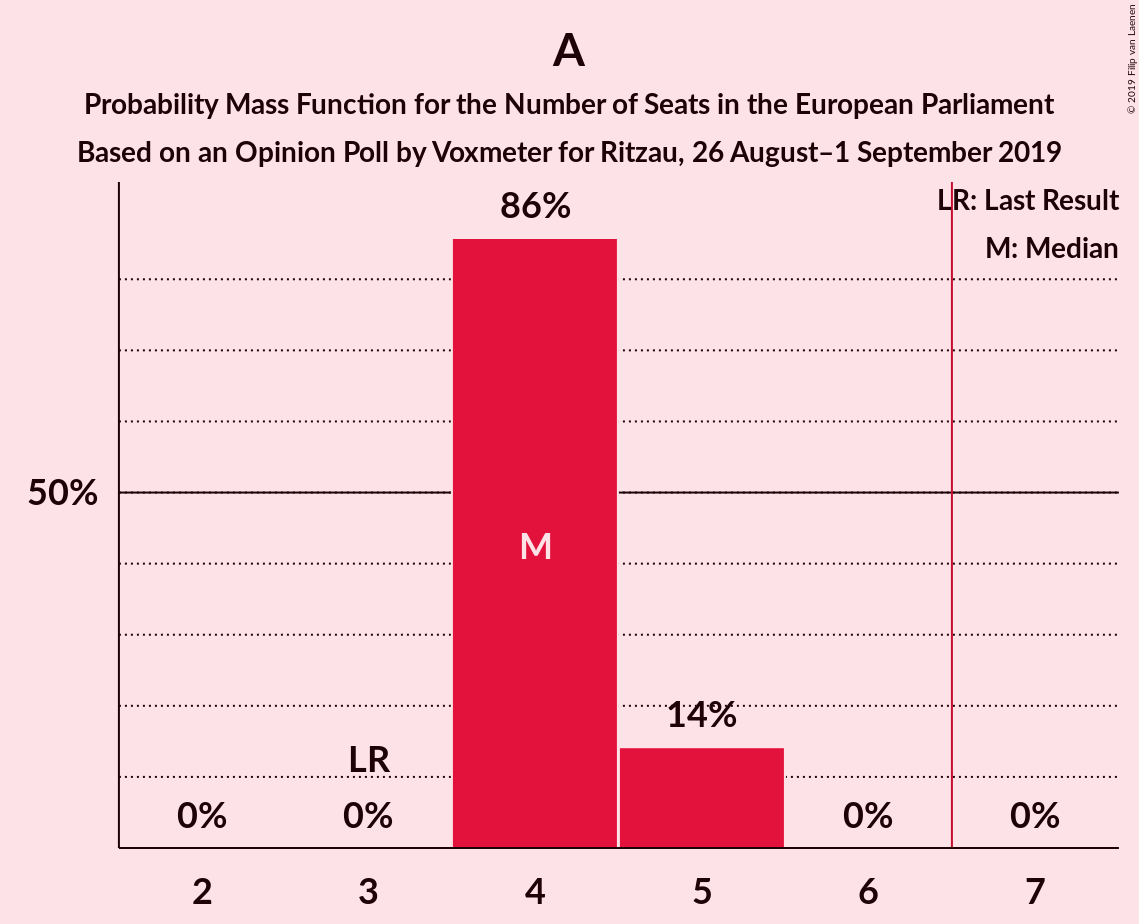 A
Probability Mass Function for the Number of Seats in the European Parliament
Based on an Opinion Poll by Voxmeter for Ritzau, 26 August–1 September 2019
© 2019 Filip van Laenen
LR: Last Result
M: Median
86%
50%
M
14%
LR
0% 0% 0% 0%
2 3 4 5 6 7